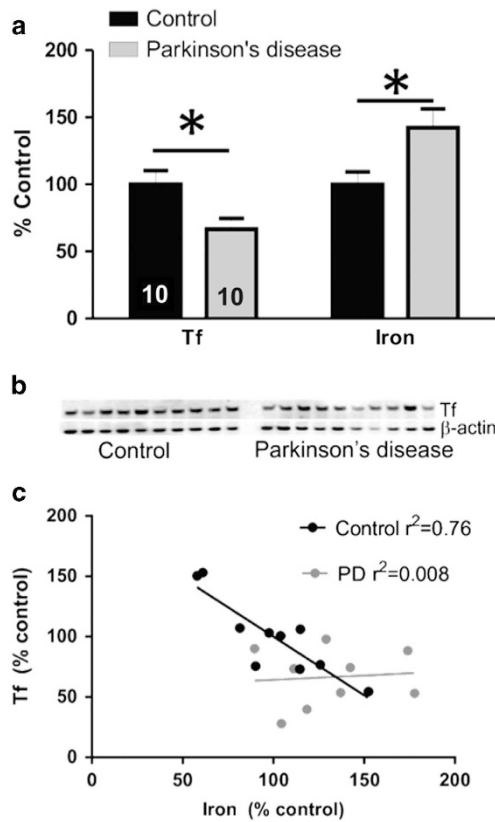 a
Control
Parkinson's disease
% Control
200
150
100
50
0
*
*
10
10
Tf
Iron
b
Tf
β-actin
Control
Parkinson's disease
c
Tf (% control)
200
150
100
50
0
Control r²=0.76
PD r²=0.008
0
50
100
150
200
Iron (% control)